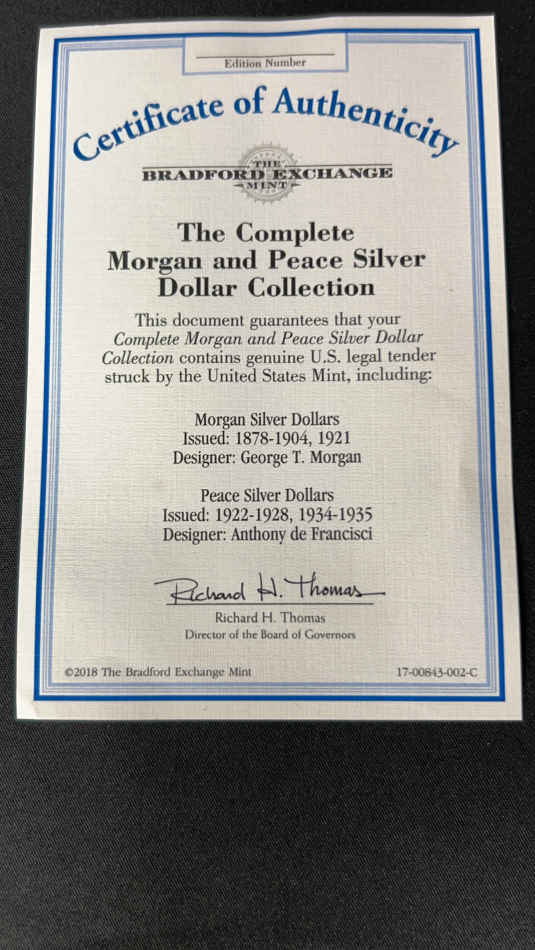 Edition Number
Certificate of Authenticity
THE
BRADFORD EXCHANGE
MINT
The Complete
Morgan and Peace Silver
Dollar Collection
This document guarantees that your
Complete Morgan and Peace Silver Dollar
Collection contains genuine U.S. legal tender
struck by the United States Mint, including:
Morgan Silver Dollars
Issued: 1878-1904, 1921
Designer: George T. Morgan
Peace Silver Dollars
Issued: 1922-1928, 1934-1935
Designer: Anthony de Francisci
Richard H. Thomas
Richard H. Thomas
Director of the Board of Governors
©2018 The Bradford Exchange Mint
17-00843-002-C